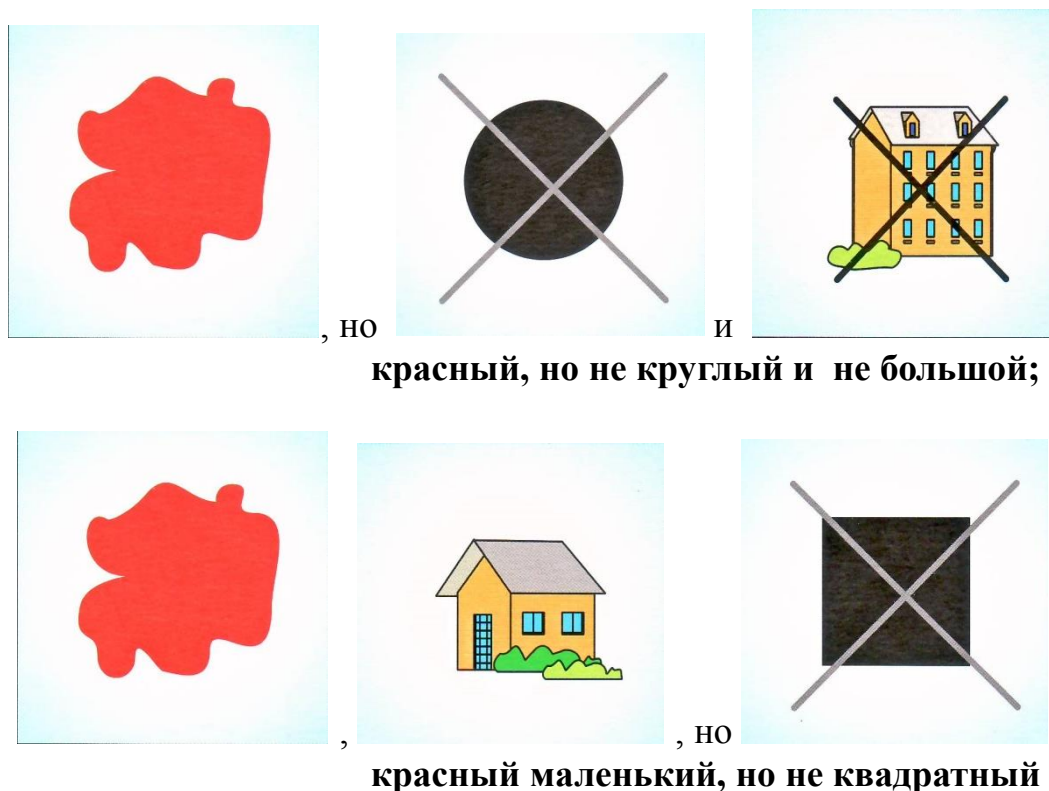 , но и
красный, но не круглый и не большой;
, , но
красный маленький, но не квадратный